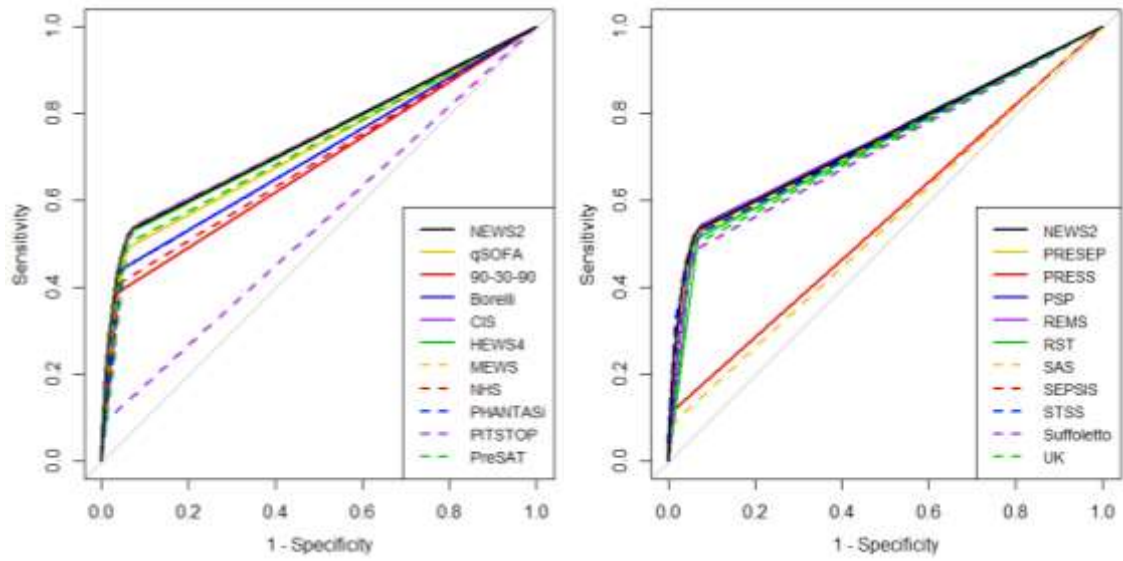 Sensitivity
1.0
0.8
0.6
0.4
0.2
0.0
NEWS2
qSOFA
90-30-90
Borelli
CIS
HEWS4
MEWS
NHS
PHANTASi
PITSTOP
PreSAT
0.0 0.2 0.4 0.6 0.8 1.0
1 - Specificity
Sensitivity
1.0
0.8
0.6
0.4
0.2
0.0
NEWS2
PRESEP
PRESS
PSP
REMS
RST
SAS
SEPSIS
STSS
Suffoletto
UK
0.0 0.2 0.4 0.6 0.8 1.0
1 - Specificity